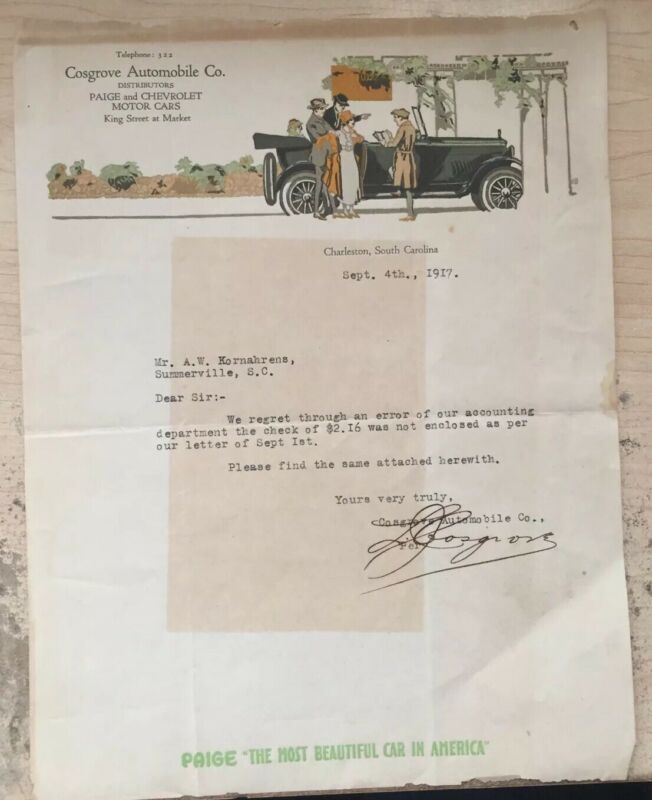 Telephone: 322
Cosgrove Automobile Co.
DISTRIBUTORS
PAIGE and CHEVROLET
MOTOR CARS
King Street at Market
Charleston, South Carolina
Sept. 4th., 1917.
Mr. A.W. Kornahrens,
Summerville, S.C.
Dear Sir:-
We regret through an error of our accounting
department the check of $2.16 was not enclosed as per
our letter of Sept Ist.
Please find the same attached herewith.
Yours very truly,
Cosgrove Automobile Co.,
Per
Cosgrove
PAIGE "THE MOST BEAUTIFUL CAR IN AMERICA"